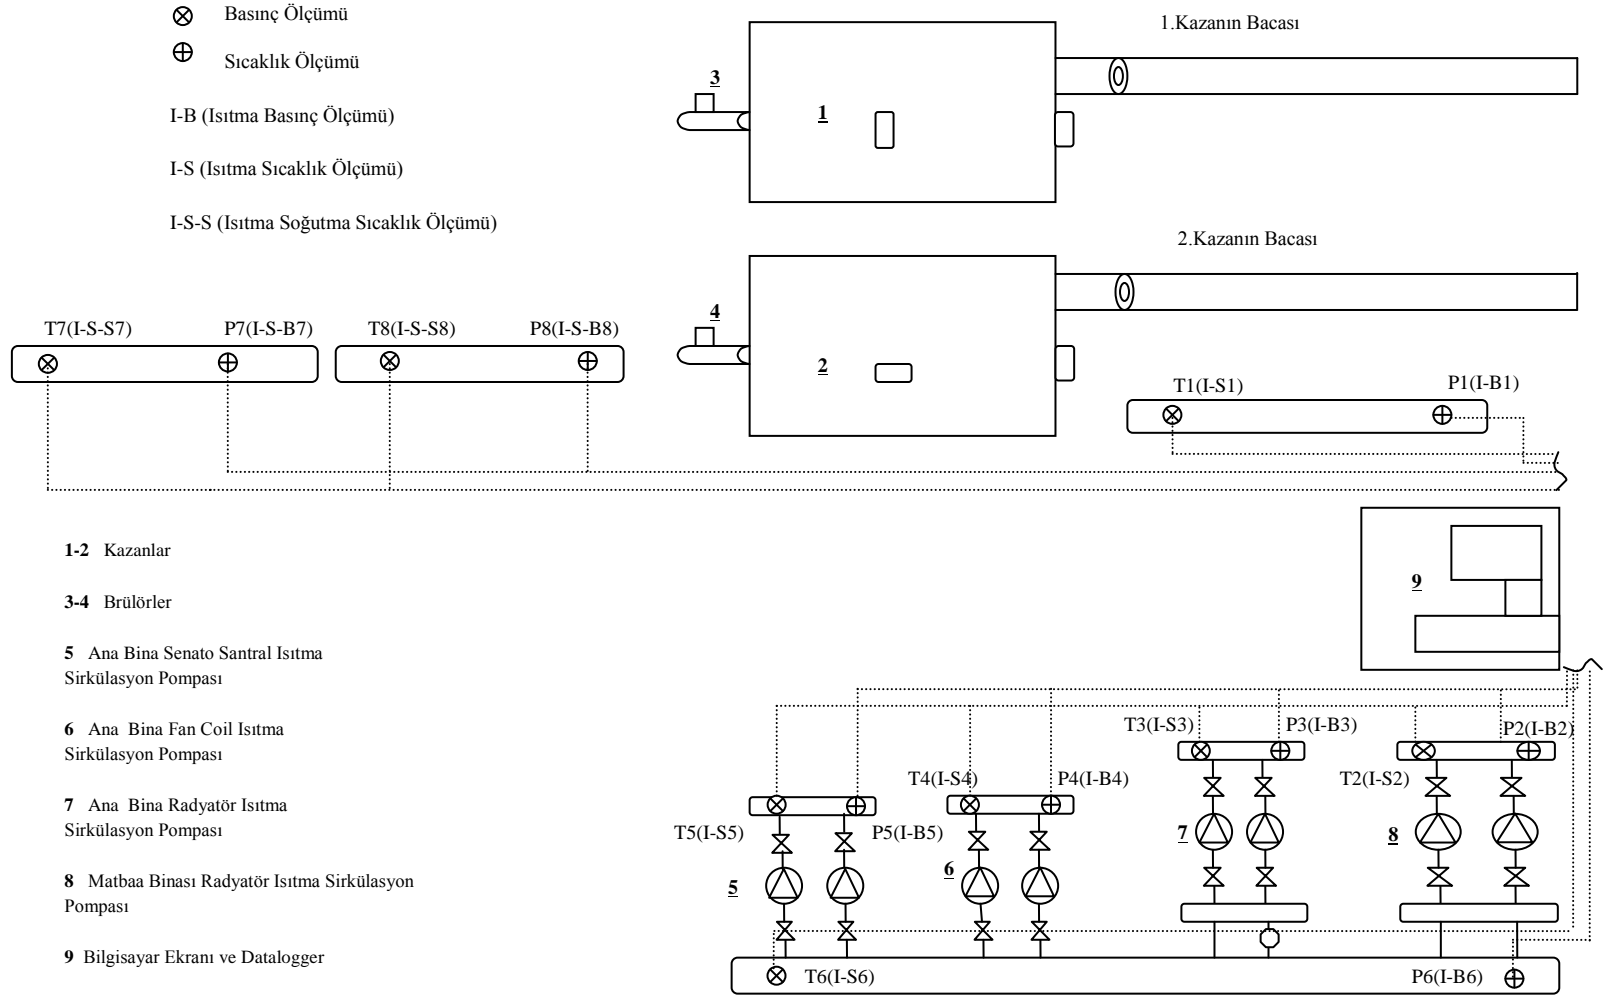 Basınç Ölçümü
Sıcaklık Ölçümü
I-B (Isıtma Basınç Ölçümü)
I-S (Isıtma Sıcaklık Ölçümü)
I-S-S (Isıtma Soğutma Sıcaklık Ölçümü)
1.Kazanın Bacası
3
1
2.Kazanın Bacası
4
2
T7(I-S-S7)
P7(I-S-B7)
T8(I-S-S8)
P8(I-S-B8)
T1(I-S1)
P1(I-B1)
1-2 Kazanlar
3-4 Brülörler
5 Ana Bina Senato Santral Isıtma
Sirkülasyon Pompası
6 Ana Bina Fan Coil Isıtma
Sirkülasyon Pompası
7 Ana Bina Radyatör Isıtma
Sirkülasyon Pompası
8 Matbaa Binası Radyatör Isıtma Sirkülasyon
Pompası
9 Bilgisayar Ekranı ve Datalogger
9
T3(I-S3)
P3(I-B3)
P2(I-B2)
T4(I-S4)
P4(I-B4)
T2(I-S2)
T5(I-S5)
P5(I-B5)
7
8
5
6
T6(I-S6)
P6(I-B6)